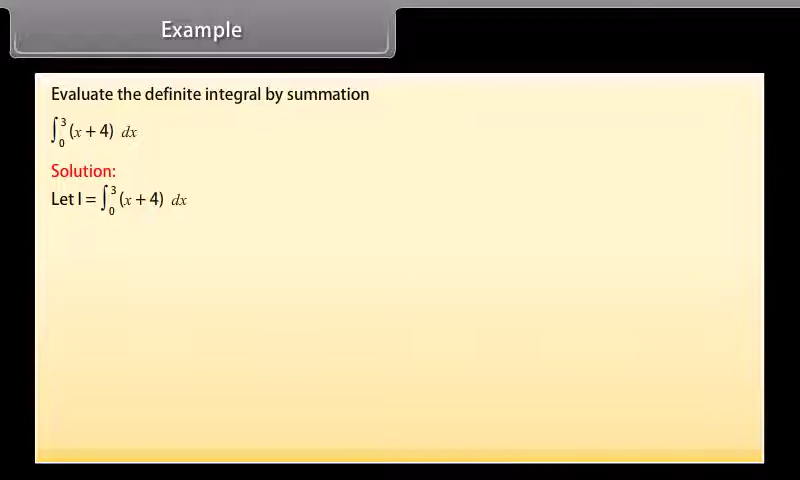 Example
Evaluate the definite integral by summation
∫₀³ (x + 4) dx
Solution:
Let I = ∫₀³ (x + 4) dx